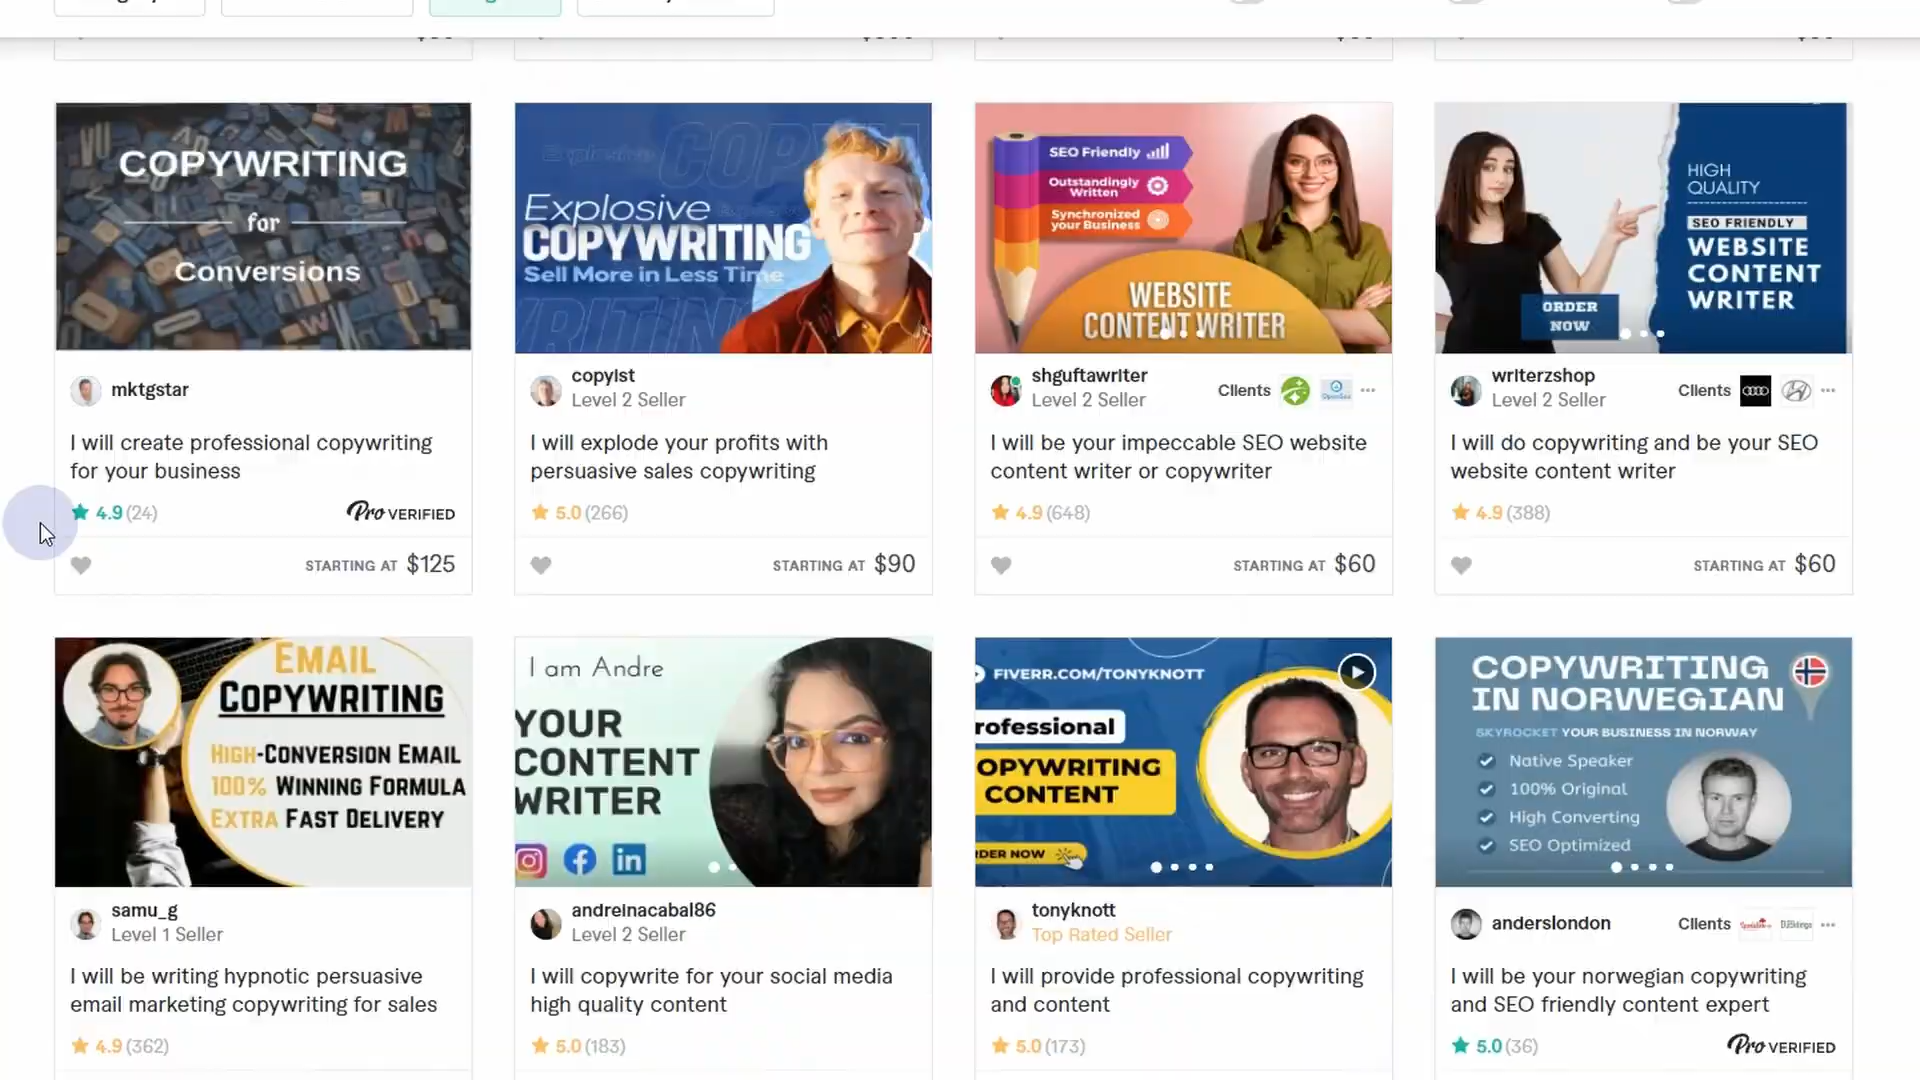 COPYWRITING
for
Conversions
mktgstar
I will create professional copywriting
for your business
4.9 (24)
Pro VERIFIED
STARTING AT $125
Explosive
COPYWRITING
Sell More in Less Time
copyist
Level 2 Seller
I will explode your profits with
persuasive sales copywriting
5.0 (266)
STARTING AT $90
SEO Friendly
Outstandingly
Written
Synchronized
your Business
WEBSITE
CONTENT WRITER
shguftawriter
Level 2 Seller
Clients
I will be your impeccable SEO website
content writer or copywriter
4.9 (648)
STARTING AT $60
HIGH
QUALITY
SEO FRIENDLY
WEBSITE
CONTENT
WRITER
ORDER
NOW
writerzshop
Level 2 Seller
Clients
I will do copywriting and be your SEO
website content writer
4.9 (388)
STARTING AT $60
EMAIL
COPYWRITING
HIGH-CONVERSION EMAIL
100% WINNING FORMULA
EXTRA FAST DELIVERY
samu_g
Level 1 Seller
I will be writing hypnotic persuasive
email marketing copywriting for sales
4.9 (362)
I am Andre
YOUR
CONTENT
WRITER
andreinacabal86
Level 2 Seller
I will copywrite for your social media
high quality content
5.0 (183)
FIVERR.COM/TONYKNOTT
rofessional
OPYWRITING
CONTENT
RDER NOW
tonyknott
Top Rated Seller
I will provide professional copywriting
and content
5.0 (173)
COPYWRITING
IN NORWEGIAN
SKYROCKET YOUR BUSINESS IN NORWAY
Native Speaker
100% Original
High Converting
SEO Optimized
anderslondon
Clients
I will be your norwegian copywriting
and SEO friendly content expert
5.0 (36)
Pro VERIFIED